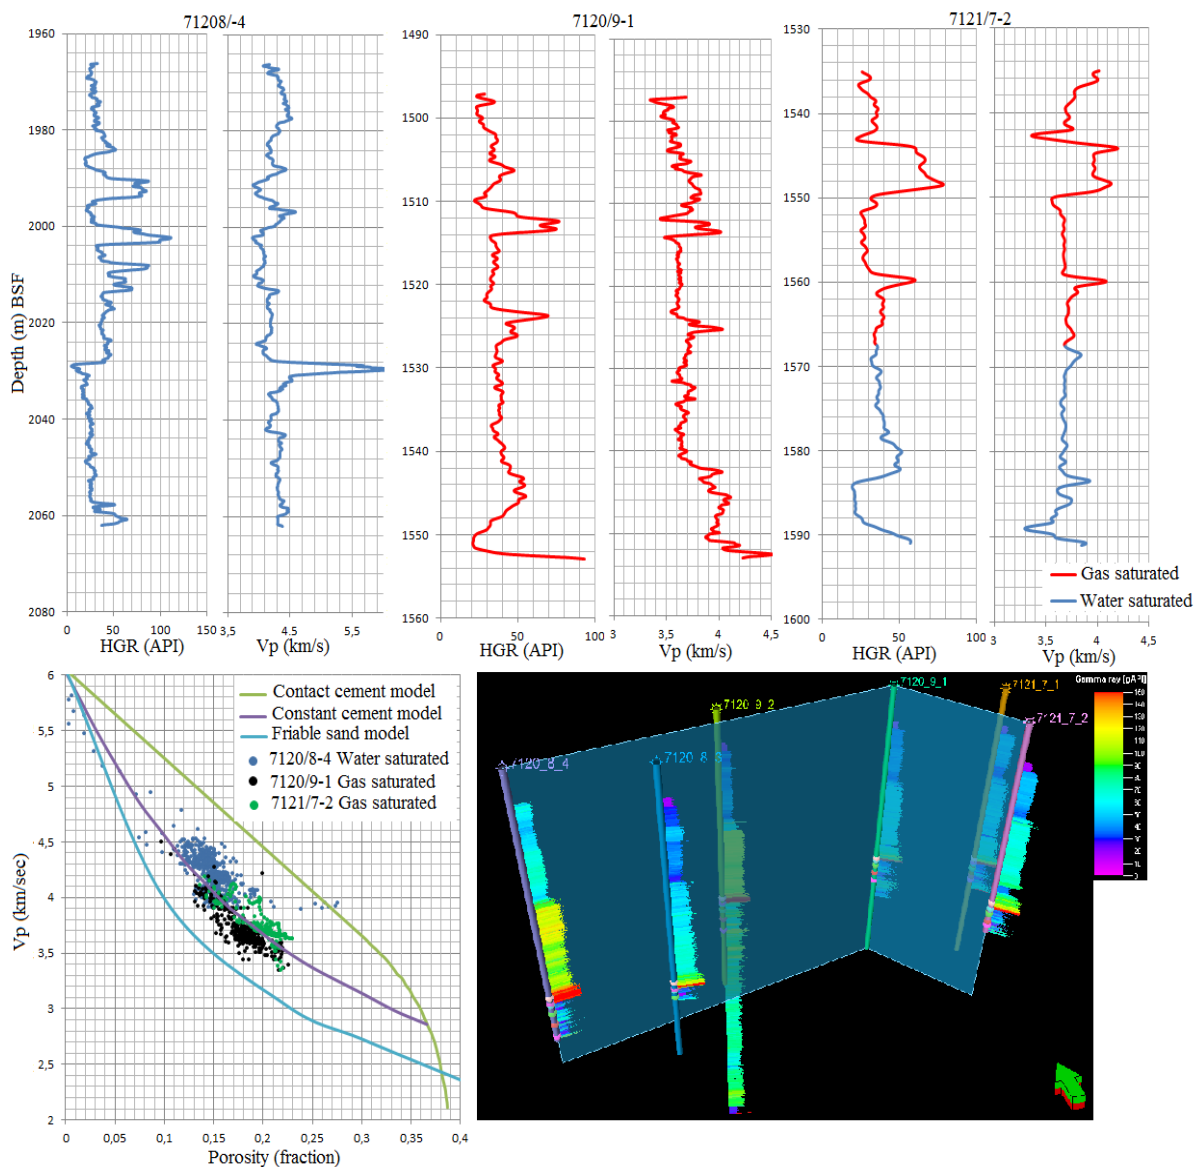 71208/-4
7120/9-1
7121/7-2
1960
1980
2000
2020
2040
2060
2080
Depth (m) BSF
0 50 100 150
HGR (API)
3,5 4,5 5,5
Vp (km/s)
1490
1500
1510
1520
1530
1540
1550
1560
0 50 100
HGR (API)
3 3,5 4 4,5
Vp (km/s)
1530
1540
1550
1560
1570
1580
1590
1600
0 50 100
HGR (API)
3 3,5 4 4,5
Vp (km/s)
Gas saturated
Water saturated
6
5,5
5
4,5
4
3,5
3
2,5
2
Vp (km/sec)
0 0,05 0,1 0,15 0,2 0,25 0,3 0,35 0,4
Porosity (fraction)
Contact cement model
Constant cement model
Friable sand model
7120/8-4 Water saturated
7120/9-1 Gas saturated
7121/7-2 Gas saturated
7120_8_4
7120_8_3
7120_9_2
7120_9_1
7121_7_1
7121_7_2